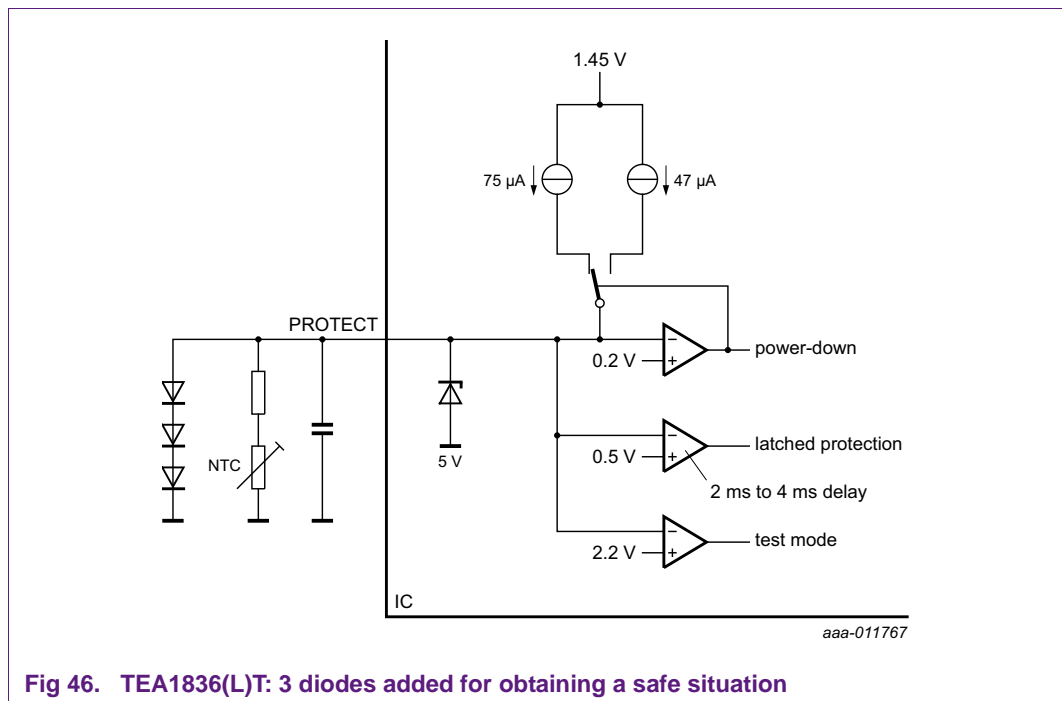 1.45 V
75 μA
47 μA
PROTECT
0.2 V
power-down
NTC
5 V
0.5 V
latched protection
2 ms to 4 ms delay
2.2 V
test mode
IC
aaa-011767
Fig 46. TEA1836(L)T: 3 diodes added for obtaining a safe situation